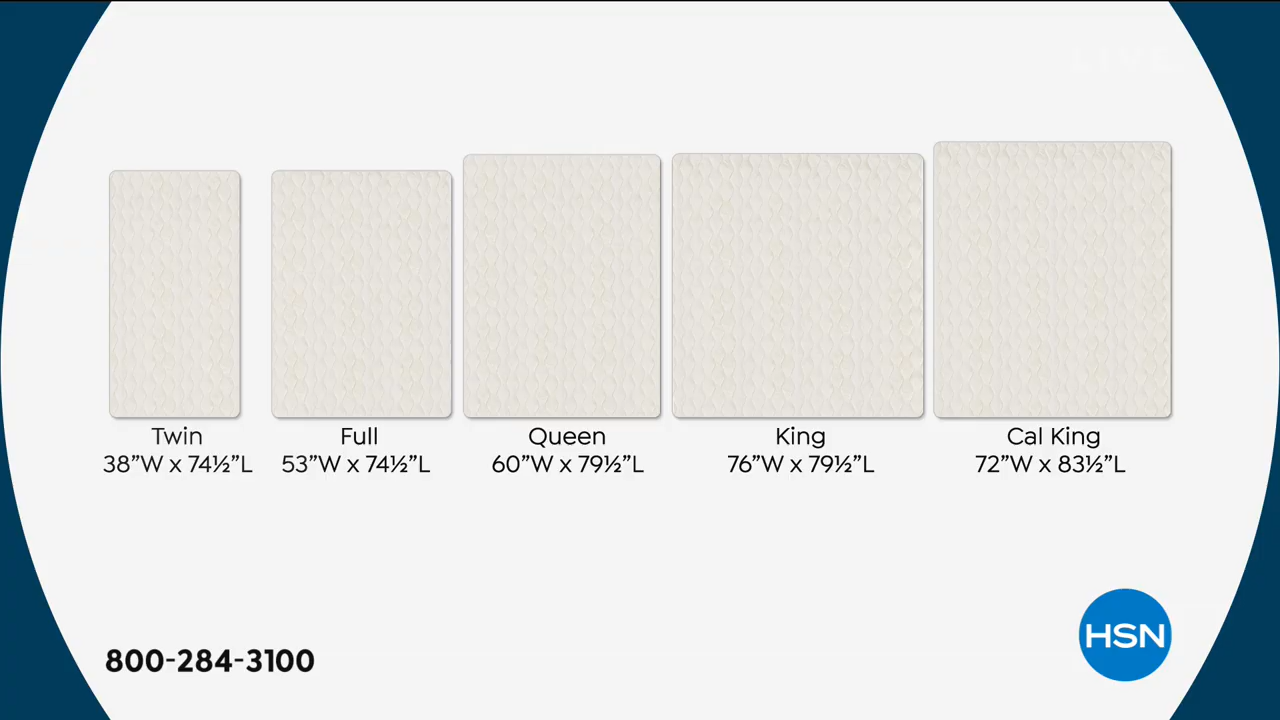 LIVE
Twin
38”W x 74½”L
Full
53”W x 74½”L
Queen
60”W x 79½”L
King
76”W x 79½”L
Cal King
72”W x 83½”L
800-284-3100
HSN